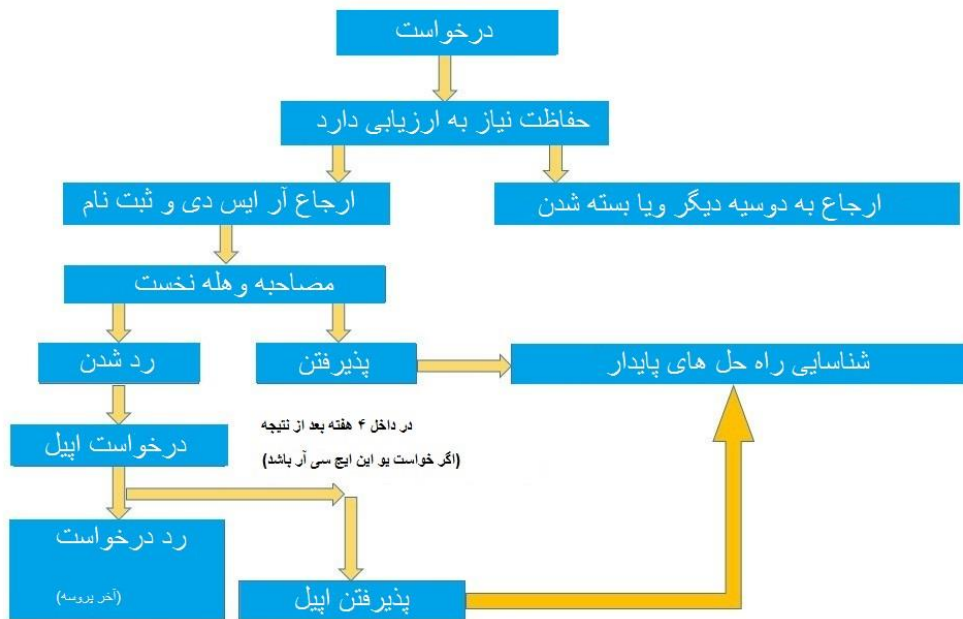 درخواست
حفاظت نیاز به ارزیابی دارد
ارجاع آر ایس دی و ثبت نام
ارجاع به دوسیه دیگر ویا بسته شدن
مصاحبه وهله نخست
رد شدن
پذیرفتن
شناسایی راه حل های پایدار
درخواست اپیل
در داخل ۴ هفته بعد از نتیجه
(اگر خواست یو این ایچ سی آر باشد)
رد درخواست
(آخر پروسه)
پذیرفتن اپیل